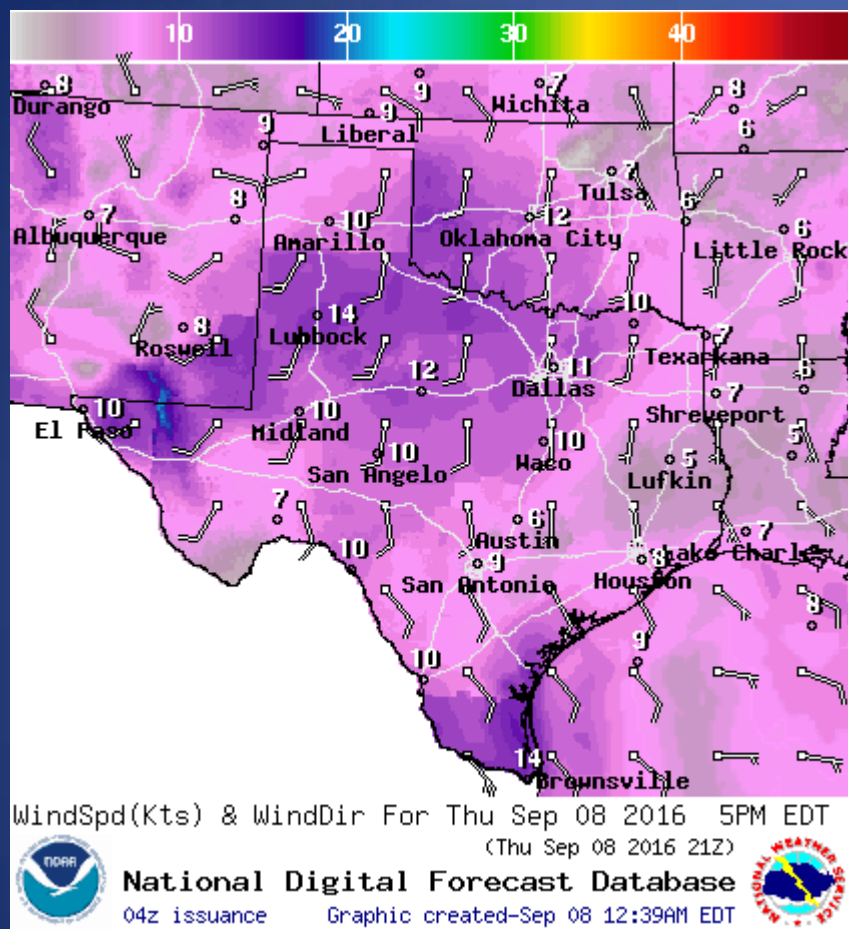 10 20 30 40
8 9 7 8
Durango Wichita
9
Liberal
9 6
7
Tulsa
7 8 10 12 6 6
Albuquerque Amarillo Oklahoma City Little Rock
8 14 10 7
Roswell Lubbock Texarkana
12 11
Dallas
7 6
10 10 Shreveport
El Paso Midland
10 10 5 5
San Angelo Waco Lufkin
7 6 7
Austin
10 9 8 Lake Charles
San Antonio Houston
8
10 9
14
Brownsville
WindSpd(Kts) & WindDir For Thu Sep 08 2016 5PM EDT
(Thu Sep 08 2016 21Z)
NOAA
National Digital Forecast Database
04z issuance Graphic created-Sep 08 12:39AM EDT
NATIONAL WEATHER SERVICE